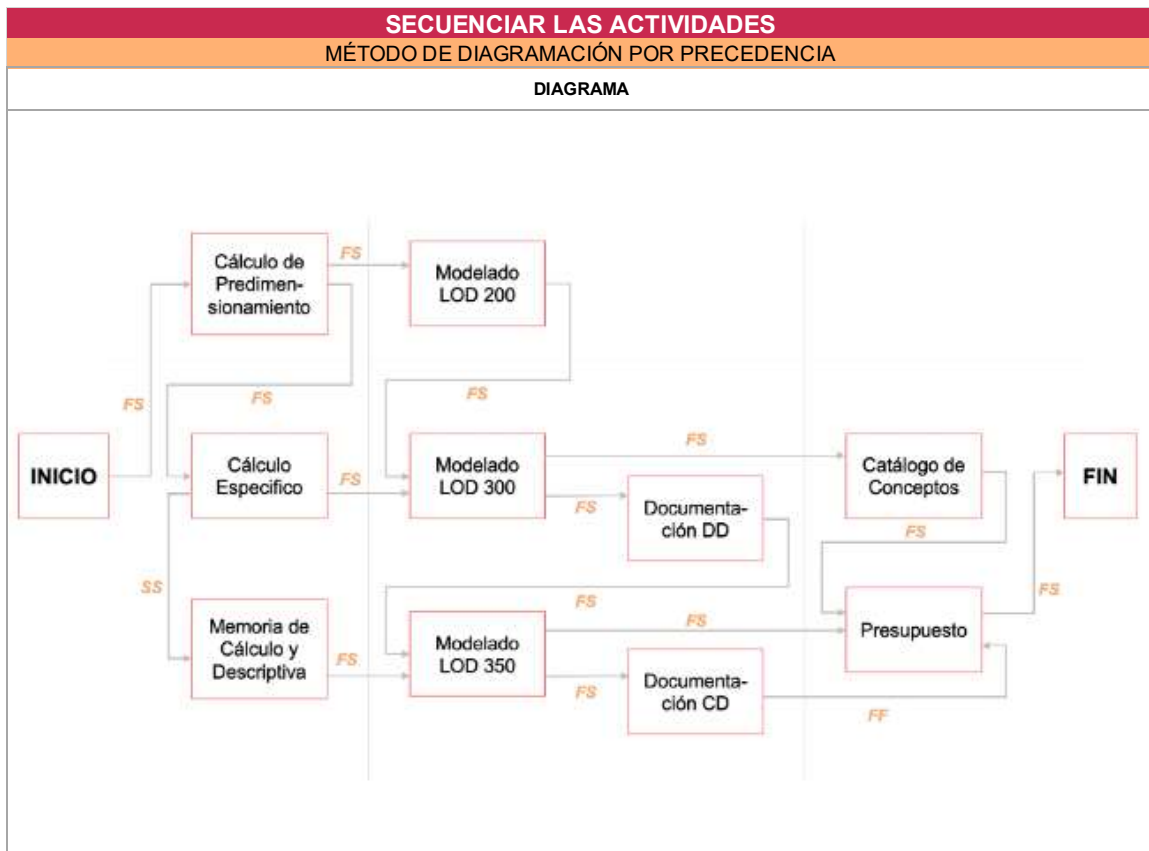 SECUENCIAR LAS ACTIVIDADES
MÉTODO DE DIAGRAMACIÓN POR PRECEDENCIA
DIAGRAMA
Cálculo de
Predimen-
sionamiento
FS
Modelado
LOD 200
FS
FS
FS
INICIO
Cálculo
Especifico
FS
Modelado
LOD 300
FS
FS
Documenta-
ción DD
Catálogo de
Conceptos
FS
FIN
SS
Memoria de
Cálculo y
Descriptiva
FS
FS
Modelado
LOD 350
FS
FS
Documenta-
ción CD
Presupuesto
FS
FF